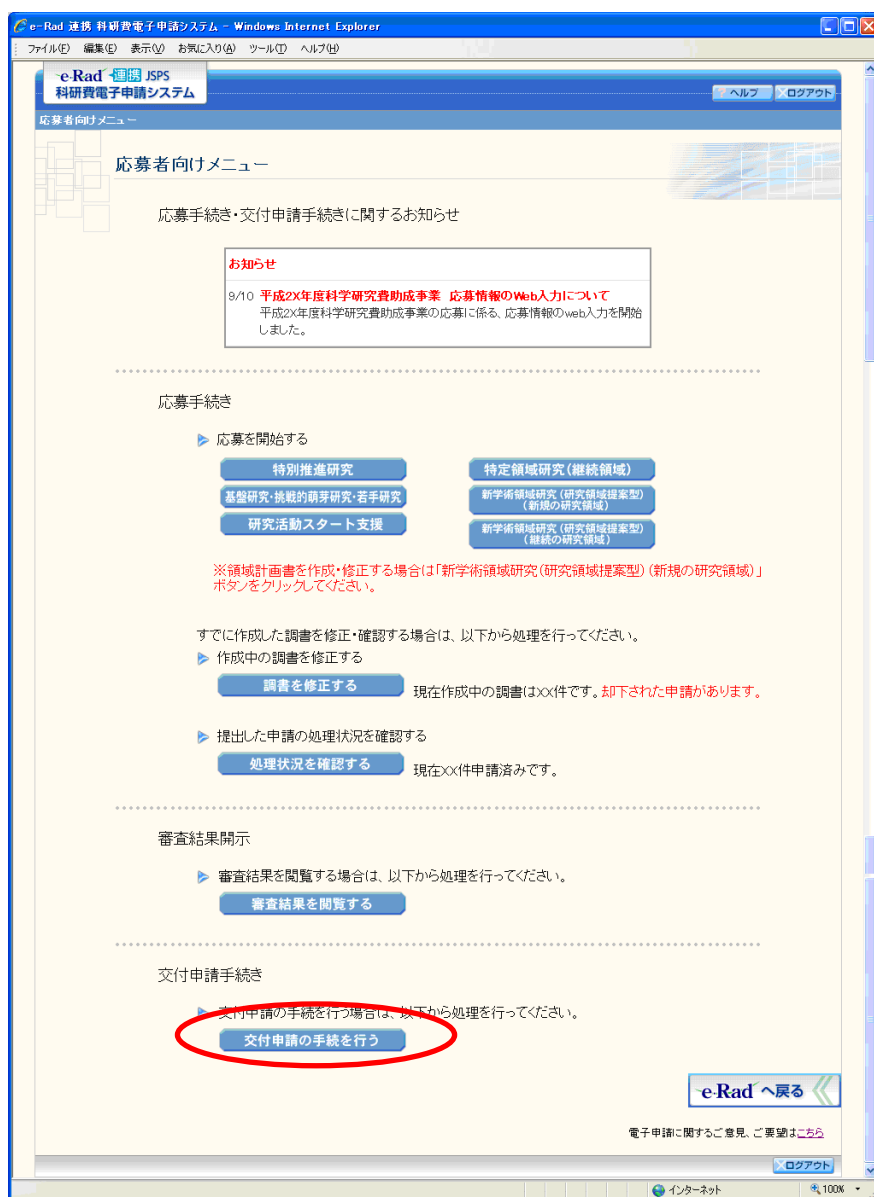 e-Rad 連携 科研費電子申請システム - Windows Internet Explorer
ファイル(F) 編集(E) 表示(V) お気に入り(A) ツール(T) ヘルプ(H)
e-Rad 連携 JSPS
科研費電子申請システム
ヘルプ ログアウト
応募者向けメニュー
応募者向けメニュー
応募手続き・交付申請手続きに関するお知らせ
お知らせ
9/10 平成2X年度科学研究費助成事業 応募情報のWeb入力について
平成2X年度科学研究費助成事業の応募に係る、応募情報のweb入力を開始
しました。
応募手続き
応募を開始する
特別推進研究 特定領域研究(継続領域)
基盤研究・挑戦的萌芽研究・若手研究 新学術領域研究(研究領域提案型)
(新規の研究領域)
研究活動スタート支援 新学術領域研究(研究領域提案型)
(継続の研究領域)
※領域計画書を作成・修正する場合は「新学術領域研究(研究領域提案型)(新規の研究領域)」
ボタンをクリックしてください。
すでに作成した調書を修正・確認する場合は、以下から処理を行ってください。
作成中の調書を修正する
調書を修正する 現在作成中の調書はxx件です。却下された申請があります。
提出した申請の処理状況を確認する
処理状況を確認する 現在xx件申請済みです。
審査結果開示
審査結果を閲覧する場合は、以下から処理を行ってください。
審査結果を閲覧する
交付申請手続き
交付申請の手続を行う場合は、以下から処理を行ってください。
交付申請の手続を行う
e-Rad へ戻る
電子申請に関するご意見、ご要望はこちら
ログアウト
インターネット 100%